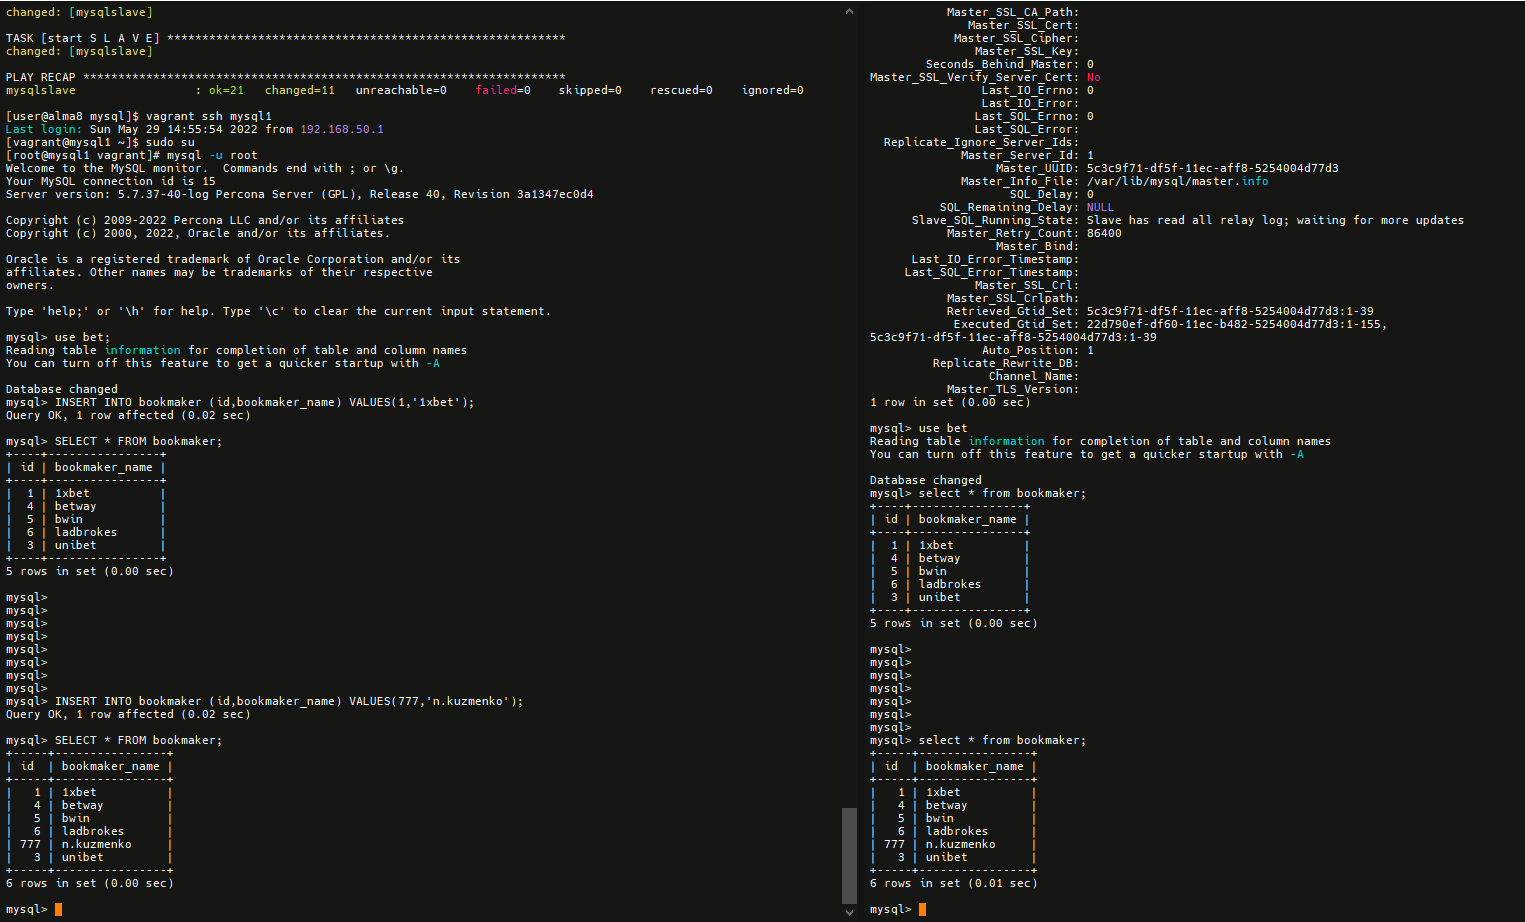 changed: [mysqlslave]

TASK [start S L A V E] *********************************************************
changed: [mysqlslave]

PLAY RECAP *********************************************************************
mysqlslave                 : ok=21   changed=11   unreachable=0    failed=0    skipped=0    rescued=0    ignored=0

[user@alma8 mysql]$ vagrant ssh mysql1
Last login: Sun May 29 14:55:54 2022 from 192.168.50.1
[vagrant@mysql1 ~]$ sudo su
[root@mysql1 vagrant]# mysql -u root
Welcome to the MySQL monitor.  Commands end with ; or \g.
Your MySQL connection id is 15
Server version: 5.7.37-40-log Percona Server (GPL), Release 40, Revision 3a1347ec0d4

Copyright (c) 2009-2022 Percona LLC and/or its affiliates
Copyright (c) 2000, 2022, Oracle and/or its affiliates.

Oracle is a registered trademark of Oracle Corporation and/or its
affiliates. Other names may be trademarks of their respective
owners.

Type 'help;' or '\h' for help. Type '\c' to clear the current input statement.

mysql> use bet;
Reading table information for completion of table and column names
You can turn off this feature to get a quicker startup with -A

Database changed
mysql> INSERT INTO bookmaker (id,bookmaker_name) VALUES(1,'1xbet');
Query OK, 1 row affected (0.02 sec)

mysql> SELECT * FROM bookmaker;
+----+----------------+
| id | bookmaker_name |
+----+----------------+
|  1 | 1xbet          |
|  4 | betway         |
|  5 | bwin           |
|  6 | ladbrokes      |
|  3 | unibet         |
+----+----------------+
5 rows in set (0.00 sec)

mysql>
mysql>
mysql>
mysql>
mysql>
mysql>
mysql>
mysql>
mysql> INSERT INTO bookmaker (id,bookmaker_name) VALUES(777,'n.kuzmenko');
Query OK, 1 row affected (0.02 sec)

mysql> SELECT * FROM bookmaker;
+-----+----------------+
| id  | bookmaker_name |
+-----+----------------+
|   1 | 1xbet          |
|   4 | betway         |
|   5 | bwin           |
|   6 | ladbrokes      |
| 777 | n.kuzmenko     |
|   3 | unibet         |
+-----+----------------+
6 rows in set (0.00 sec)

mysql>

Master_SSL_CA_Path:
Master_SSL_Cert:
Master_SSL_Cipher:
Master_SSL_Key:
Seconds_Behind_Master: 0
Master_SSL_Verify_Server_Cert: No
Last_IO_Errno: 0
Last_IO_Error:
Last_SQL_Errno: 0
Last_SQL_Error:
Replicate_Ignore_Server_Ids:
Master_Server_Id: 1
Master_UUID: 5c3c9f71-df5f-11ec-aff8-5254004d77d3
Master_Info_File: /var/lib/mysql/master.info
SQL_Delay: 0
SQL_Remaining_Delay: NULL
Slave_SQL_Running_State: Slave has read all relay log; waiting for more updates
Master_Retry_Count: 86400
Master_Bind:
Last_IO_Error_Timestamp:
Last_SQL_Error_Timestamp:
Master_SSL_Crl:
Master_SSL_Crlpath:
Retrieved_Gtid_Set: 5c3c9f71-df5f-11ec-aff8-5254004d77d3:1-39
Executed_Gtid_Set: 22d790ef-df60-11ec-b482-5254004d77d3:1-155,
5c3c9f71-df5f-11ec-aff8-5254004d77d3:1-39
Auto_Position: 1
Replicate_Rewrite_DB:
Channel_Name:
Master_TLS_Version:
1 row in set (0.00 sec)

mysql> use bet
Reading table information for completion of table and column names
You can turn off this feature to get a quicker startup with -A

Database changed
mysql> select * from bookmaker;
+----+----------------+
| id | bookmaker_name |
+----+----------------+
|  1 | 1xbet          |
|  4 | betway         |
|  5 | bwin           |
|  6 | ladbrokes      |
|  3 | unibet         |
+----+----------------+
5 rows in set (0.00 sec)

mysql>
mysql>
mysql>
mysql>
mysql>
mysql>
mysql>
mysql> select * from bookmaker;
+-----+----------------+
| id  | bookmaker_name |
+-----+----------------+
|   1 | 1xbet          |
|   4 | betway         |
|   5 | bwin           |
|   6 | ladbrokes      |
| 777 | n.kuzmenko     |
|   3 | unibet         |
+-----+----------------+
6 rows in set (0.01 sec)

mysql>